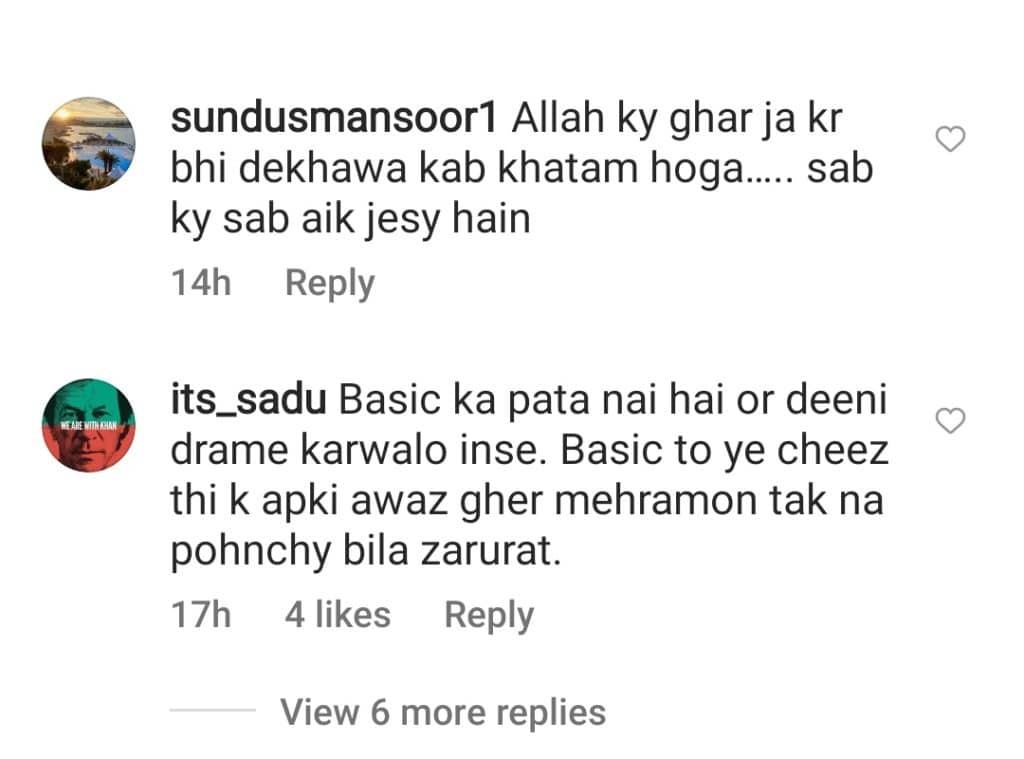 sundusmansoor1 Allah ky ghar ja kr
bhi dekhawa kab khatam hoga..... sab
ky sab aik jesy hain
14h Reply
its_sadu Basic ka pata nai hai or deeni
WE ARE WITH KHAN
drame karwalo inse. Basic to ye cheez
thi k apki awaz gher mehramon tak na
pohnchy bila zarurat.
17h 4 likes Reply
View 6 more replies